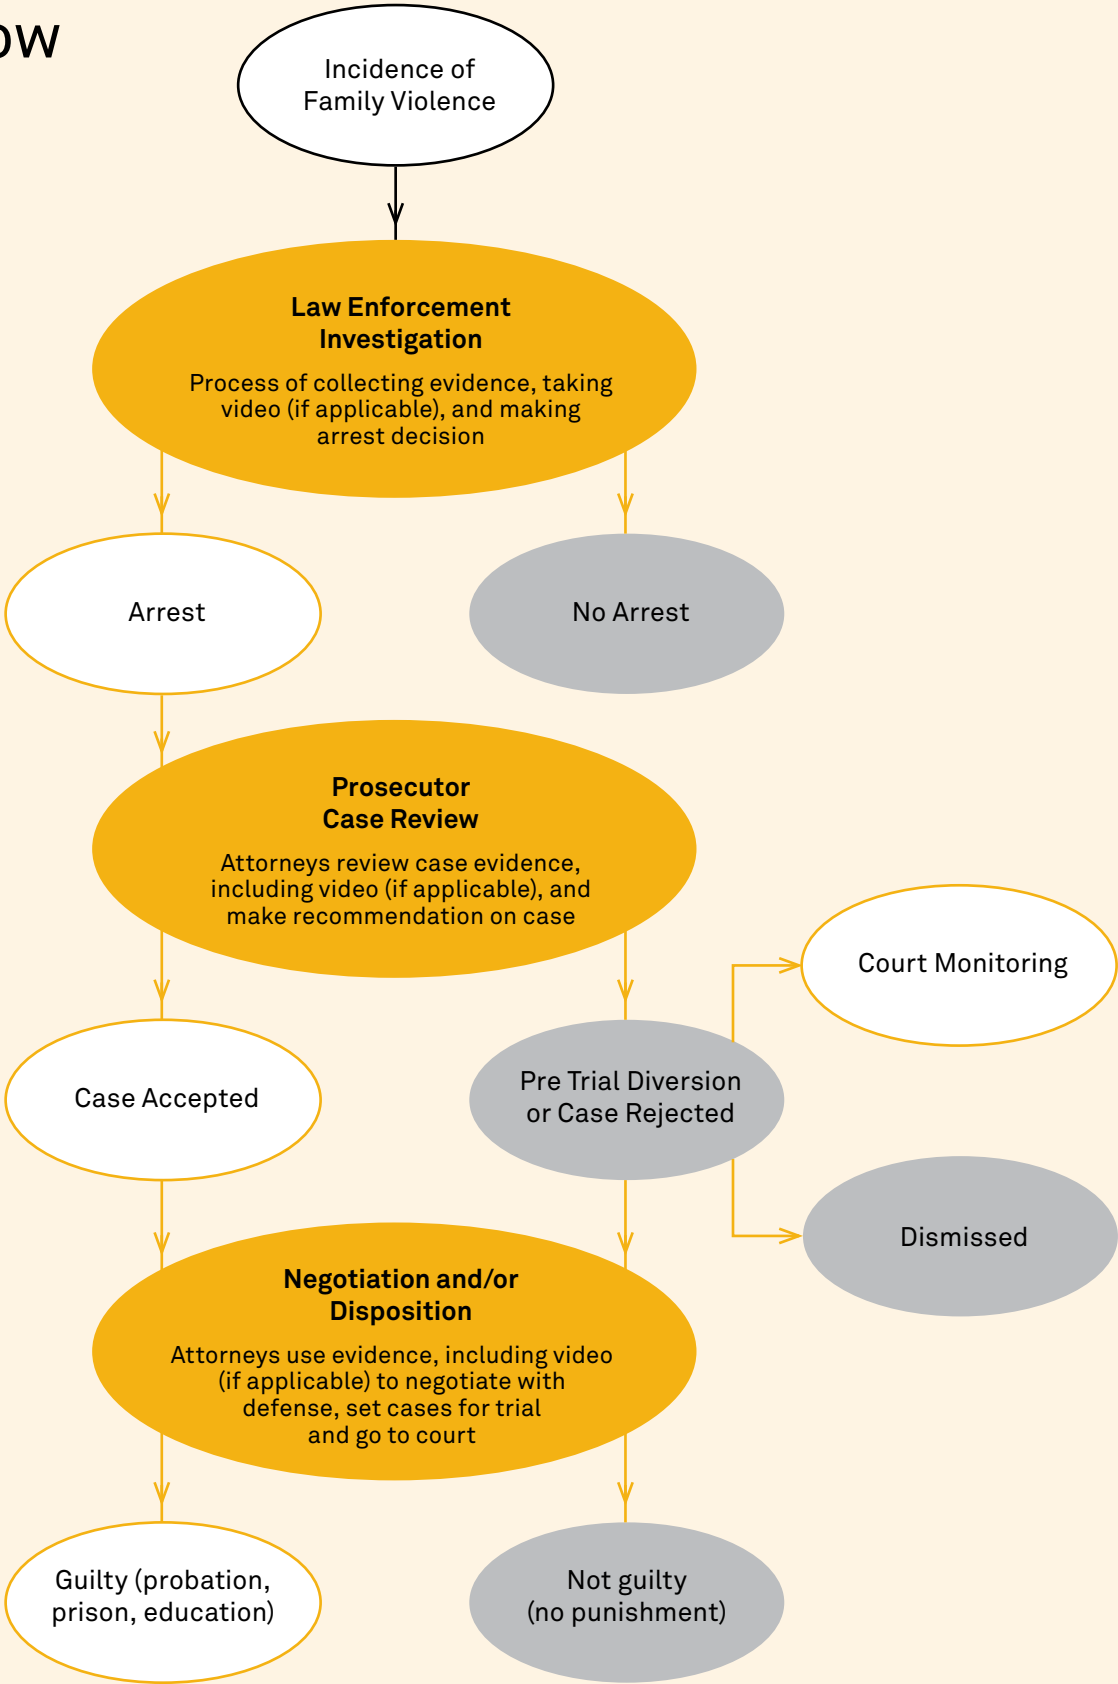 ow
Incidence of
Family Violence
Law Enforcement
Investigation
Process of collecting evidence, taking
video (if applicable), and making
arrest decision
Arrest
No Arrest
Prosecutor
Case Review
Attorneys review case evidence,
including video (if applicable), and
make recommendation on case
Court Monitoring
Case Accepted
Pre Trial Diversion
or Case Rejected
Dismissed
Negotiation and/or
Disposition
Attorneys use evidence, including video
(if applicable) to negotiate with
defense, set cases for trial
and go to court
Guilty (probation,
prison, education)
Not guilty
(no punishment)